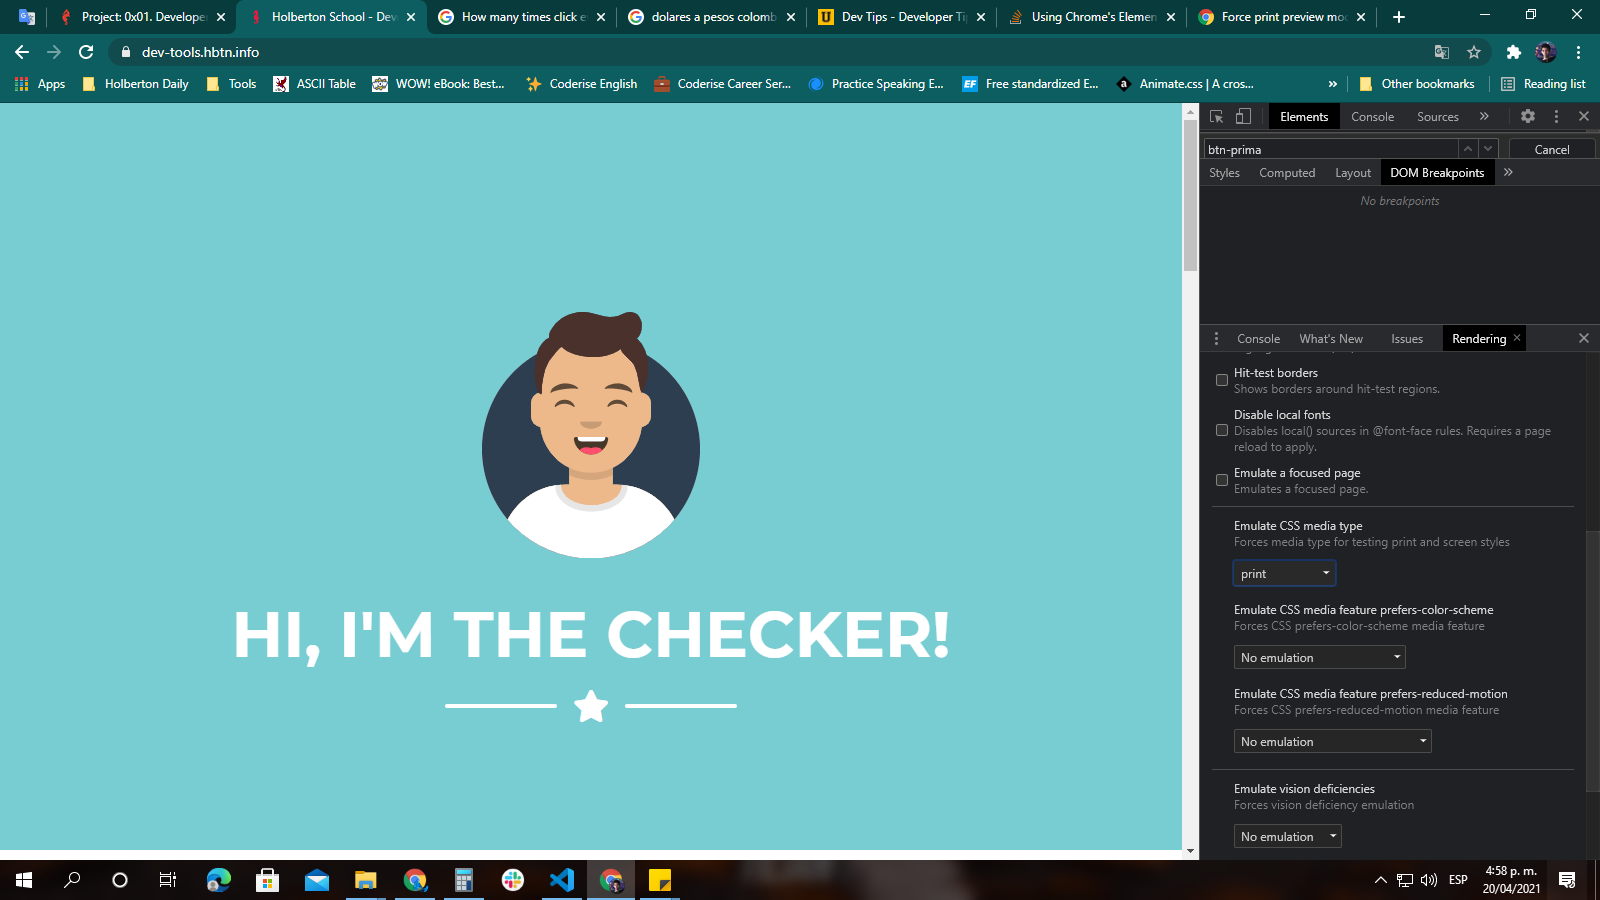 Project: 0x01. Developer
Holberton School - Dev
How many times click e
dolares a pesos colomb
Dev Tips - Developer Ti
Using Chrome's Elemen
Force print preview mo
dev-tools.hbtn.info
Apps
Holberton Daily
Tools
ASCII Table
WOW! eBook: Best...
Coderise English
Coderise Career Ser...
Practice Speaking E...
EF
Free standardized E...
a
Animate.css | A cros...
»
Other bookmarks
Reading list
Elements
Console
Sources
»
btn-prima
Cancel
Styles
Computed
Layout
DOM Breakpoints
»
No breakpoints
Console
What's New
Issues
Rendering
Hit-test borders
Shows borders around hit-test regions.
Disable local fonts
Disables local() sources in @font-face rules. Requires a page
reload to apply.
Emulate a focused page
Emulates a focused page.
Emulate CSS media type
Forces media type for testing print and screen styles
print
Emulate CSS media feature prefers-color-scheme
Forces CSS prefers-color-scheme media feature
No emulation
Emulate CSS media feature prefers-reduced-motion
Forces CSS prefers-reduced-motion media feature
No emulation
Emulate vision deficiencies
Forces vision deficiency emulation
No emulation
HI, I'M THE CHECKER!
ESP
4:58 p. m.
20/04/2021